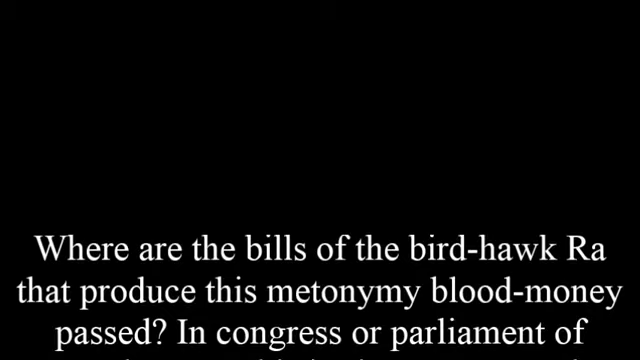 Where are the bills of the bird-hawk Ra
that produce this metonymy blood-money
passed? In congress or parliament of